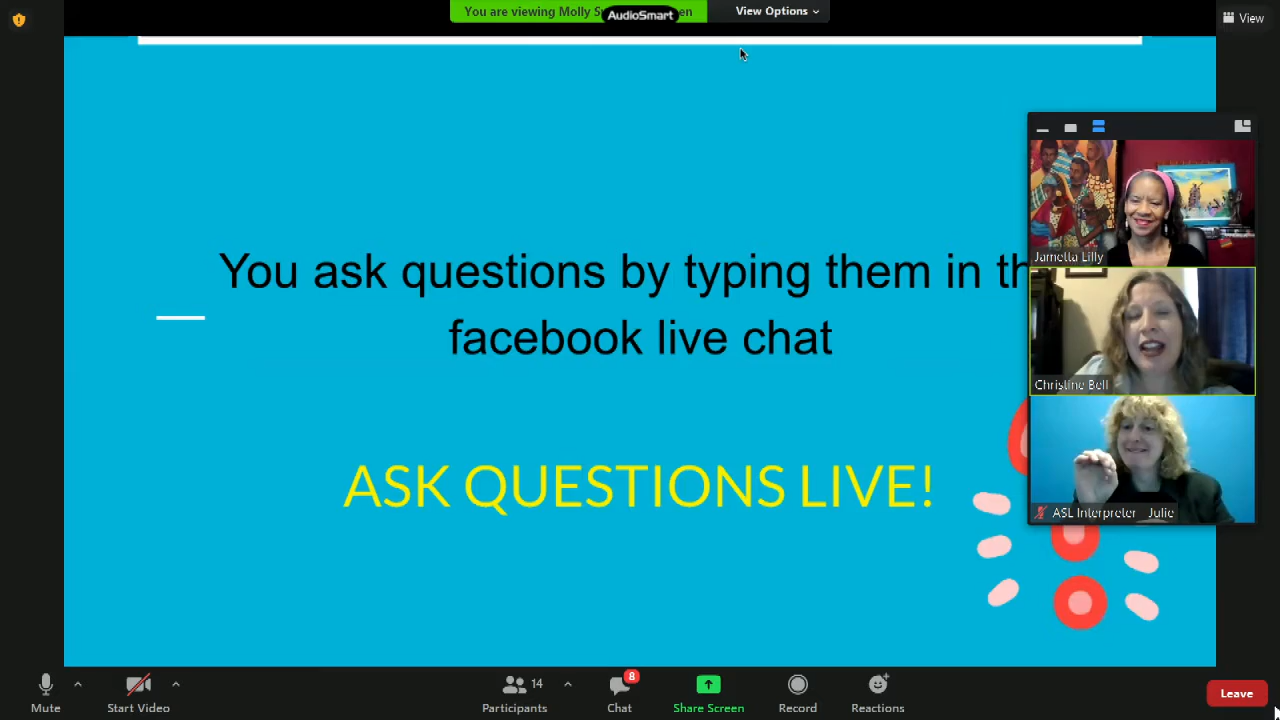 You are viewing Molly S
en
AudioSmart
View Options
View
You ask questions by typing them in th
facebook live chat
ASK QUESTIONS LIVE!
Jametta Lilly
Christine Bell
ASL Interpreter - Julie
Mute
Start Video
14
Participants
8
Chat
Share Screen
Record
Reactions
Leave